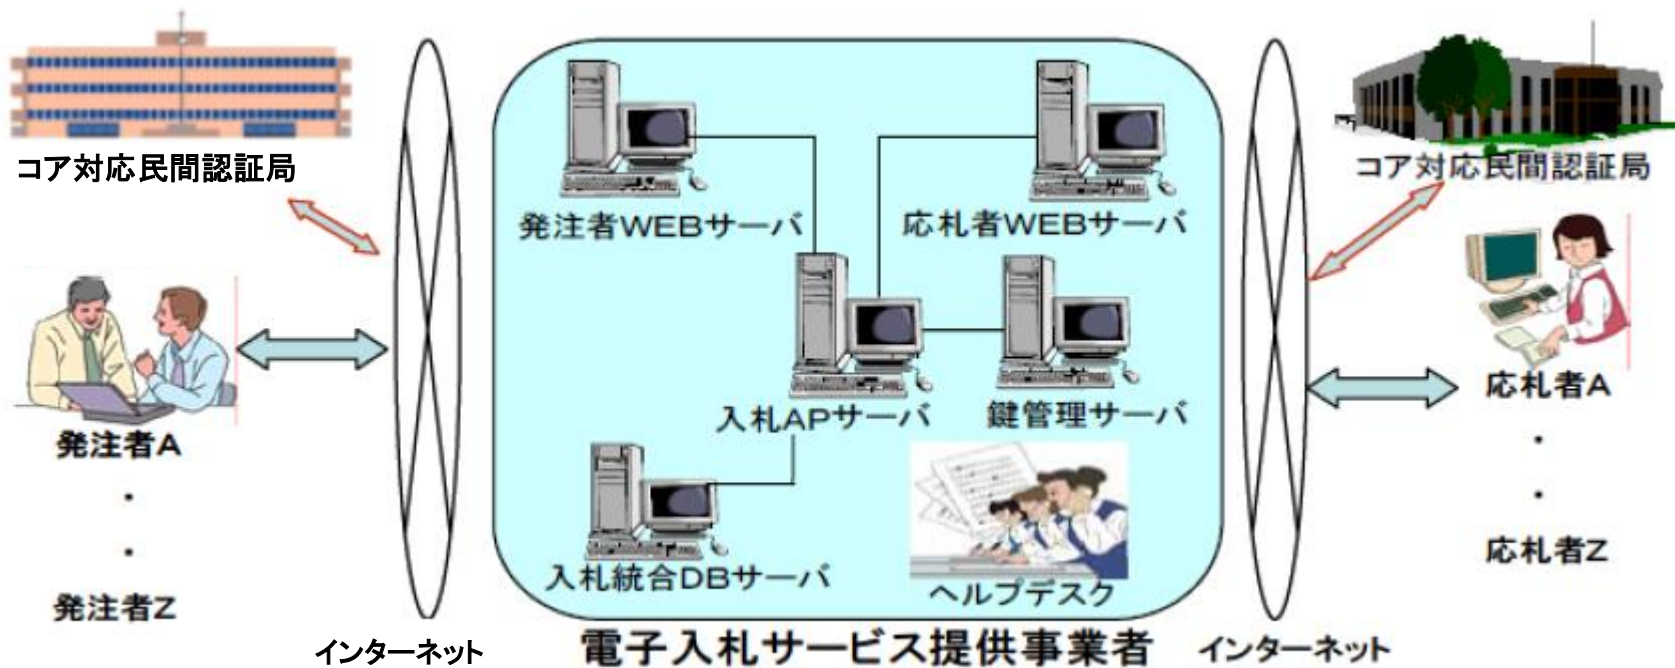 コア対応民間認証局
コア対応民間認証局
発注者WEBサーバ
応札者WEBサーバ
発注者A
・
・
発注者Z
入札APサーバ
鍵管理サーバ
応札者A
・
・
応札者Z
入札統合DBサーバ
ヘルプデスク
インターネット
電子入札サービス提供事業者
インターネット